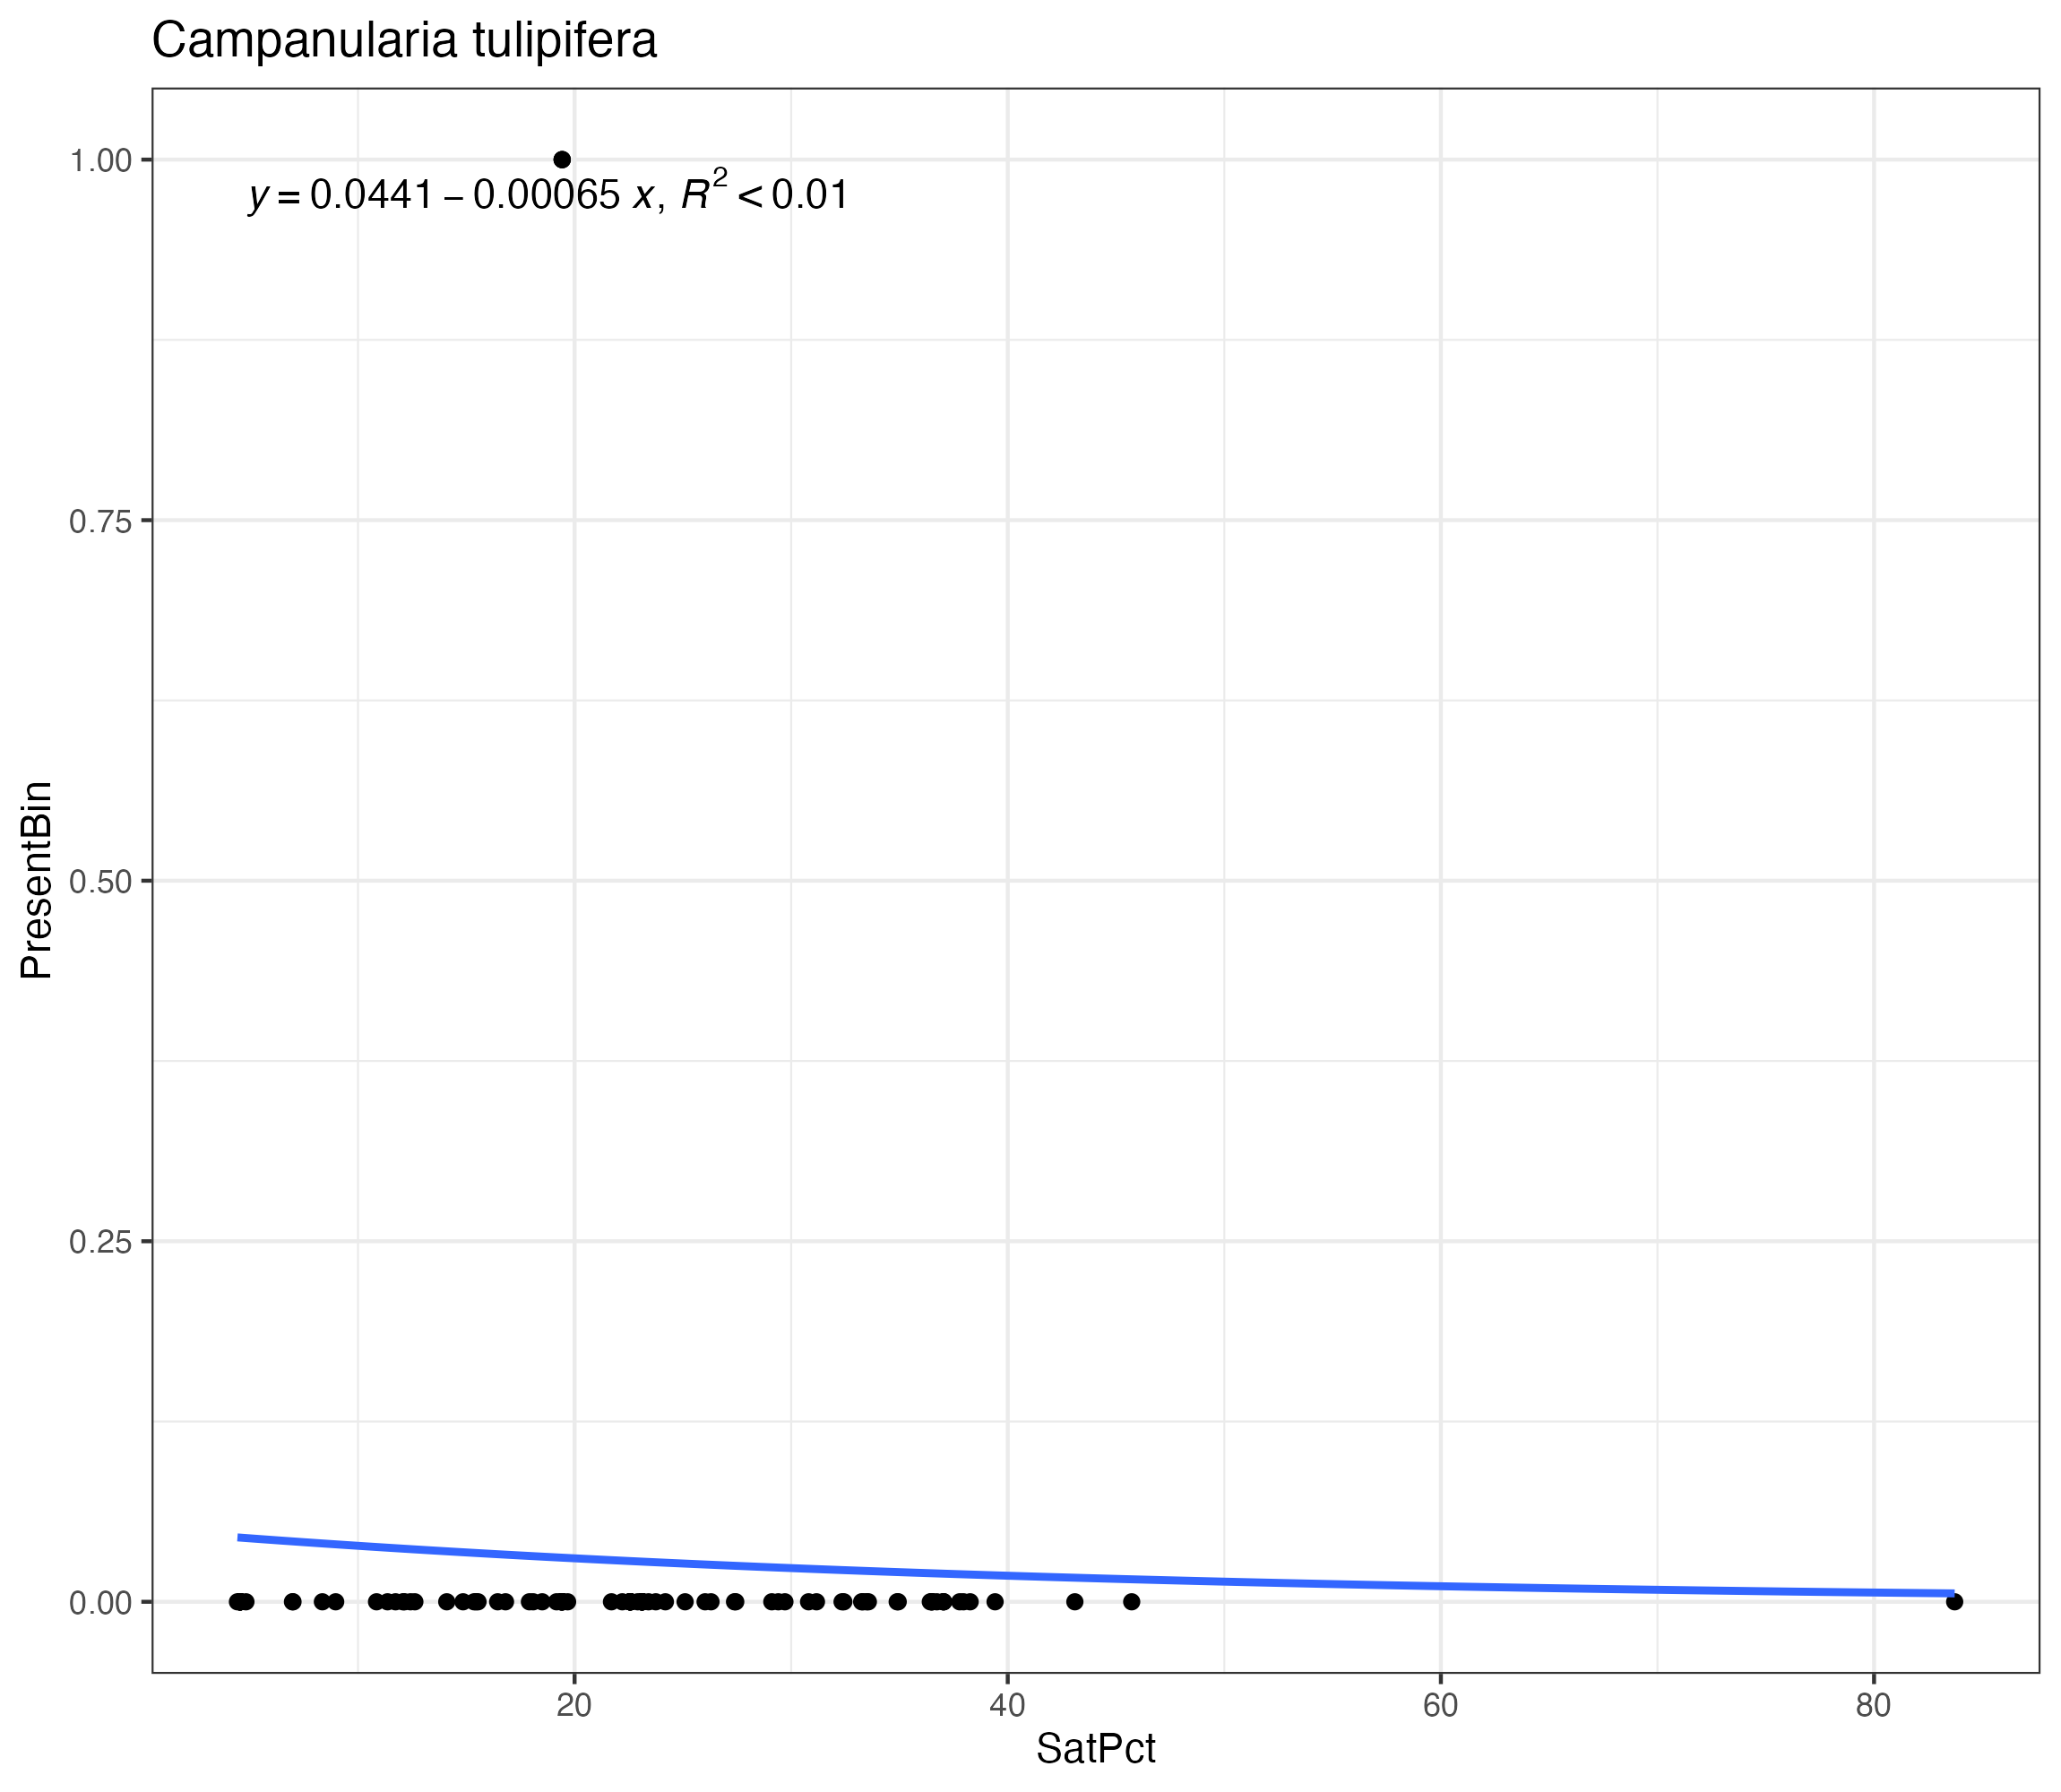 Campanularia tulipifera
1.00
y = 0.0441 − 0.00065 x, R² < 0.01
0.75
0.50
0.25
0.00
PresentBin
20 40 60 80
SatPct